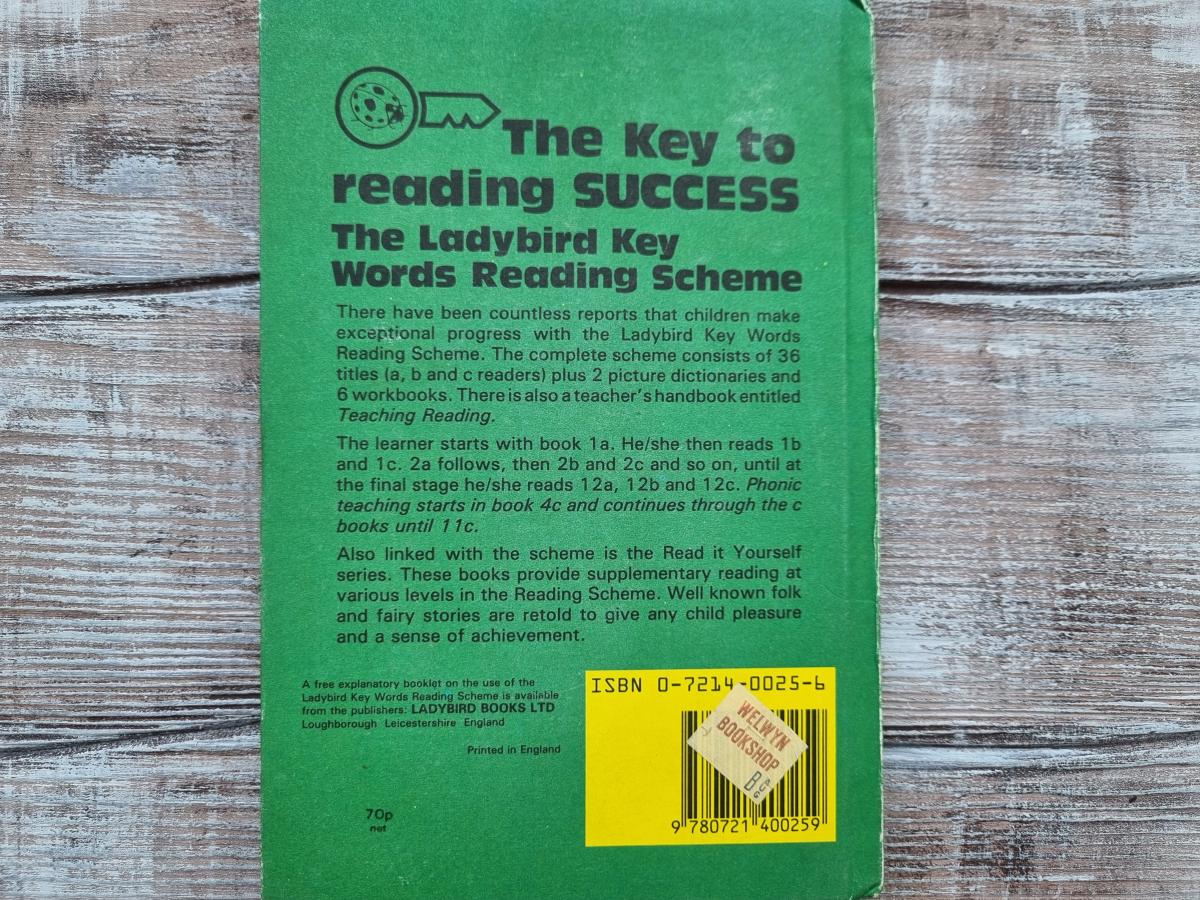 The Key to
reading SUCCESS
The Ladybird Key
Words Reading Scheme
There have been countless reports that children make
exceptional progress with the Ladybird Key Words
Reading Scheme. The complete scheme consists of 36
titles (a, b and c readers) plus 2 picture dictionaries and
6 workbooks. There is also a teacher's handbook entitled
Teaching Reading.
The learner starts with book 1a. He/she then reads 1b
and 1c. 2a follows, then 2b and 2c and so on, until at
the final stage he/she reads 12a, 12b and 12c. Phonic
teaching starts in book 4c and continues through the c
books until 11c.
Also linked with the scheme is the Read it Yourself
series. These books provide supplementary reading at
various levels in the Reading Scheme. Well known folk
and fairy stories are retold to give any child pleasure
and a sense of achievement.
A free explanatory booklet on the use of the
Ladybird Key Words Reading Scheme is available
from the publishers: LADYBIRD BOOKS LTD
Loughborough Leicestershire England
Printed in England
70p
net
ISBN 0-7214-0025-6
WELWYN
BOOKSHOP
9 780721 400259